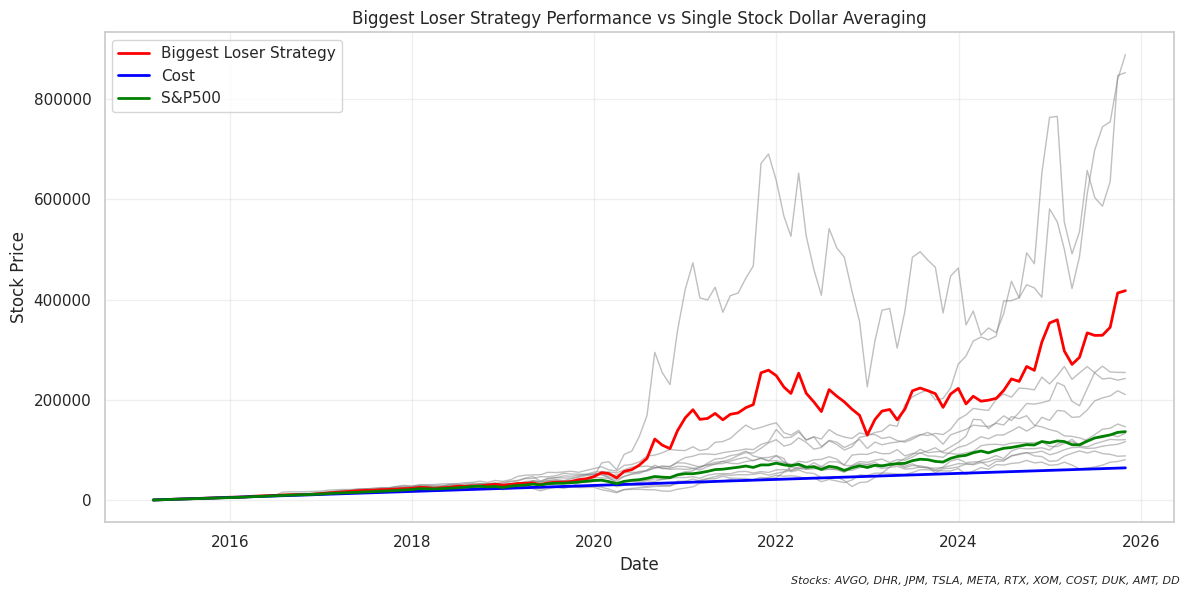 Biggest Loser Strategy Performance vs Single Stock Dollar Averaging
Biggest Loser Strategy
Cost
S&P500
800000
600000
400000
200000
0
Stock Price
2016
2018
2020
2022
2024
2026
Date
Stocks: AVGO, DHR, JPM, TSLA, META, RTX, XOM, COST, DUK, AMT, DD